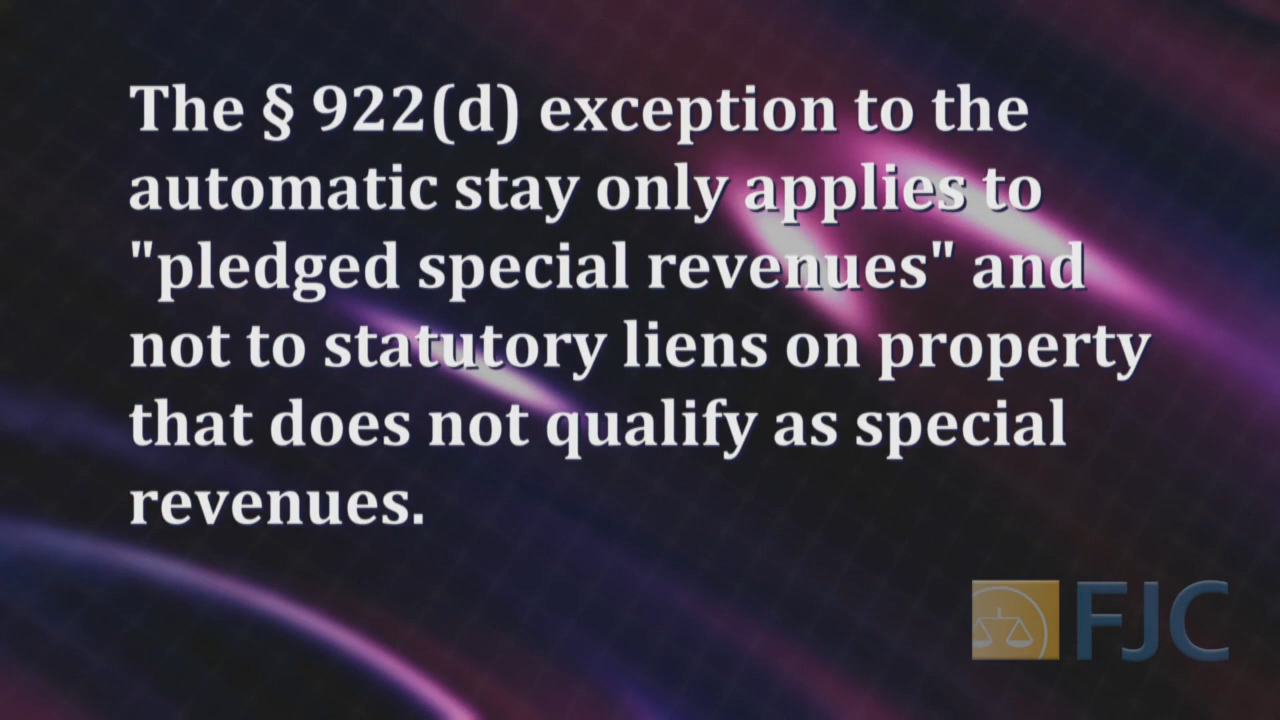 The § 922(d) exception to the
automatic stay only applies to
"pledged special revenues" and
not to statutory liens on property
that does not qualify as special
revenues.
FJC